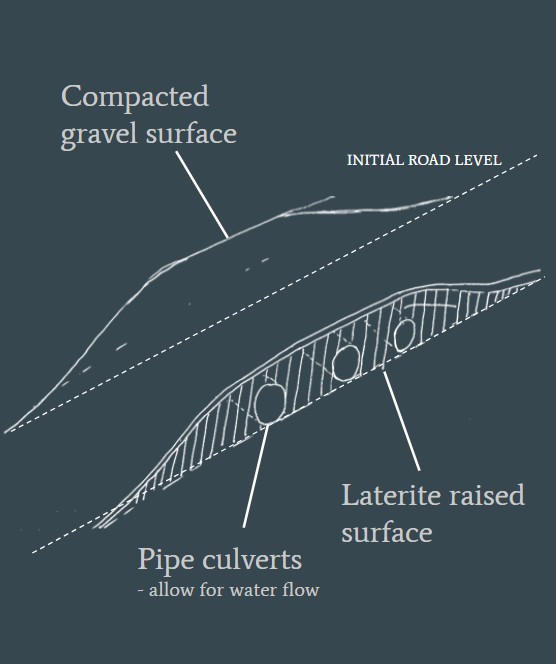 Compacted
gravel surface
INITIAL ROAD LEVEL
Laterite raised
surface
Pipe culverts
- allow for water flow